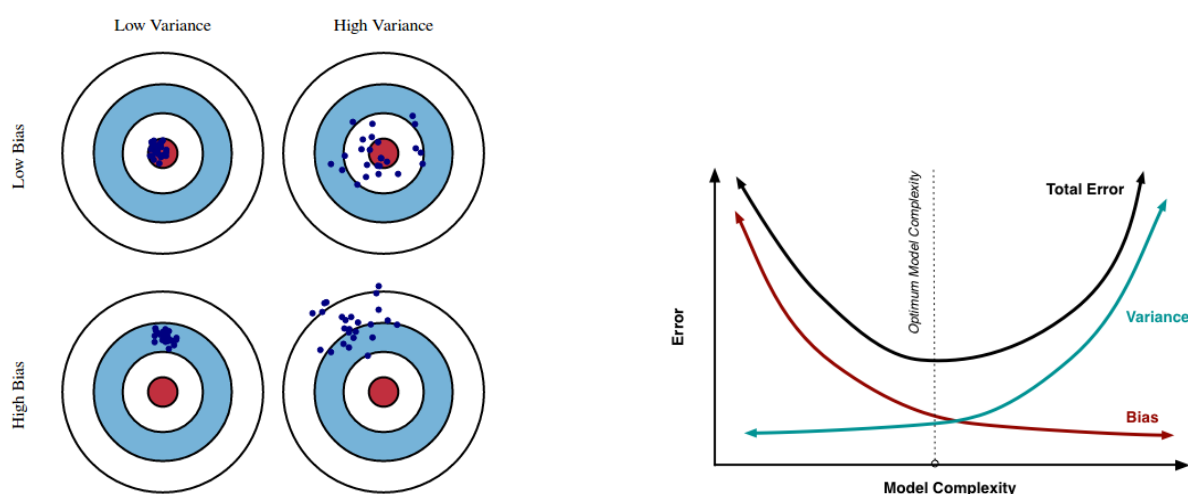 Low Variance
High Variance
Low Bias
High Bias
Error
Optimum Model Complexity
Total Error
Variance
Bias
Model Complexity